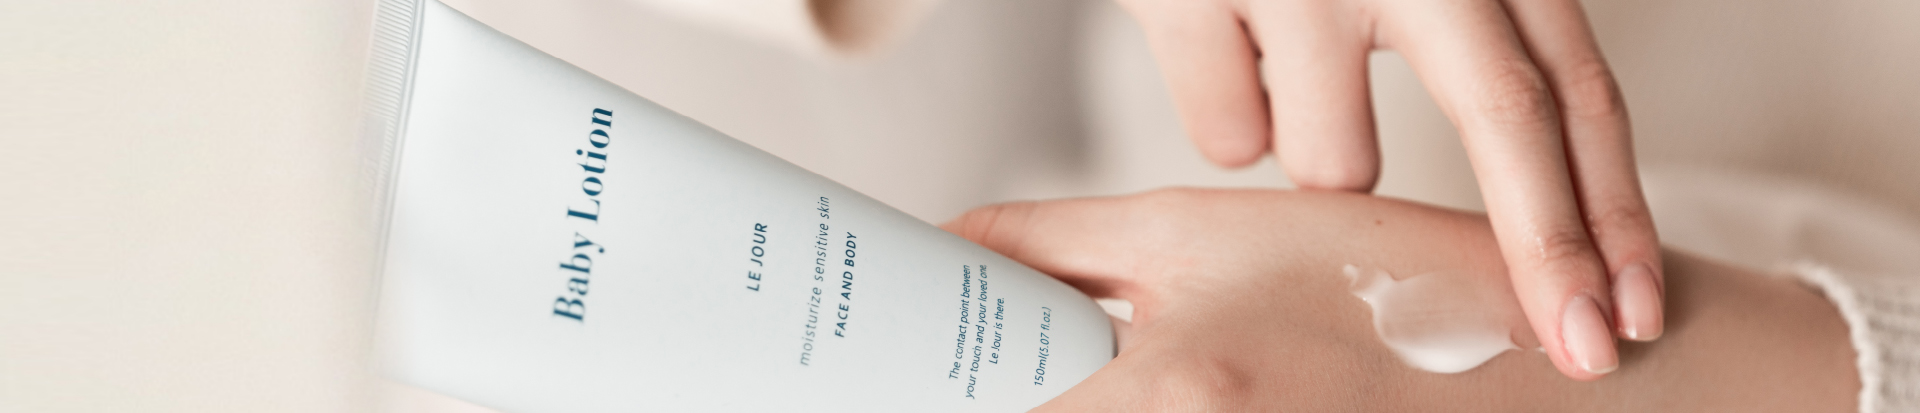 Baby Lotion
LE JOUR
moisturize sensitive skin
FACE AND BODY
The contact point between
your touch and your loved one.
Le Jour is there.
150ml(5.07 fl.oz.)